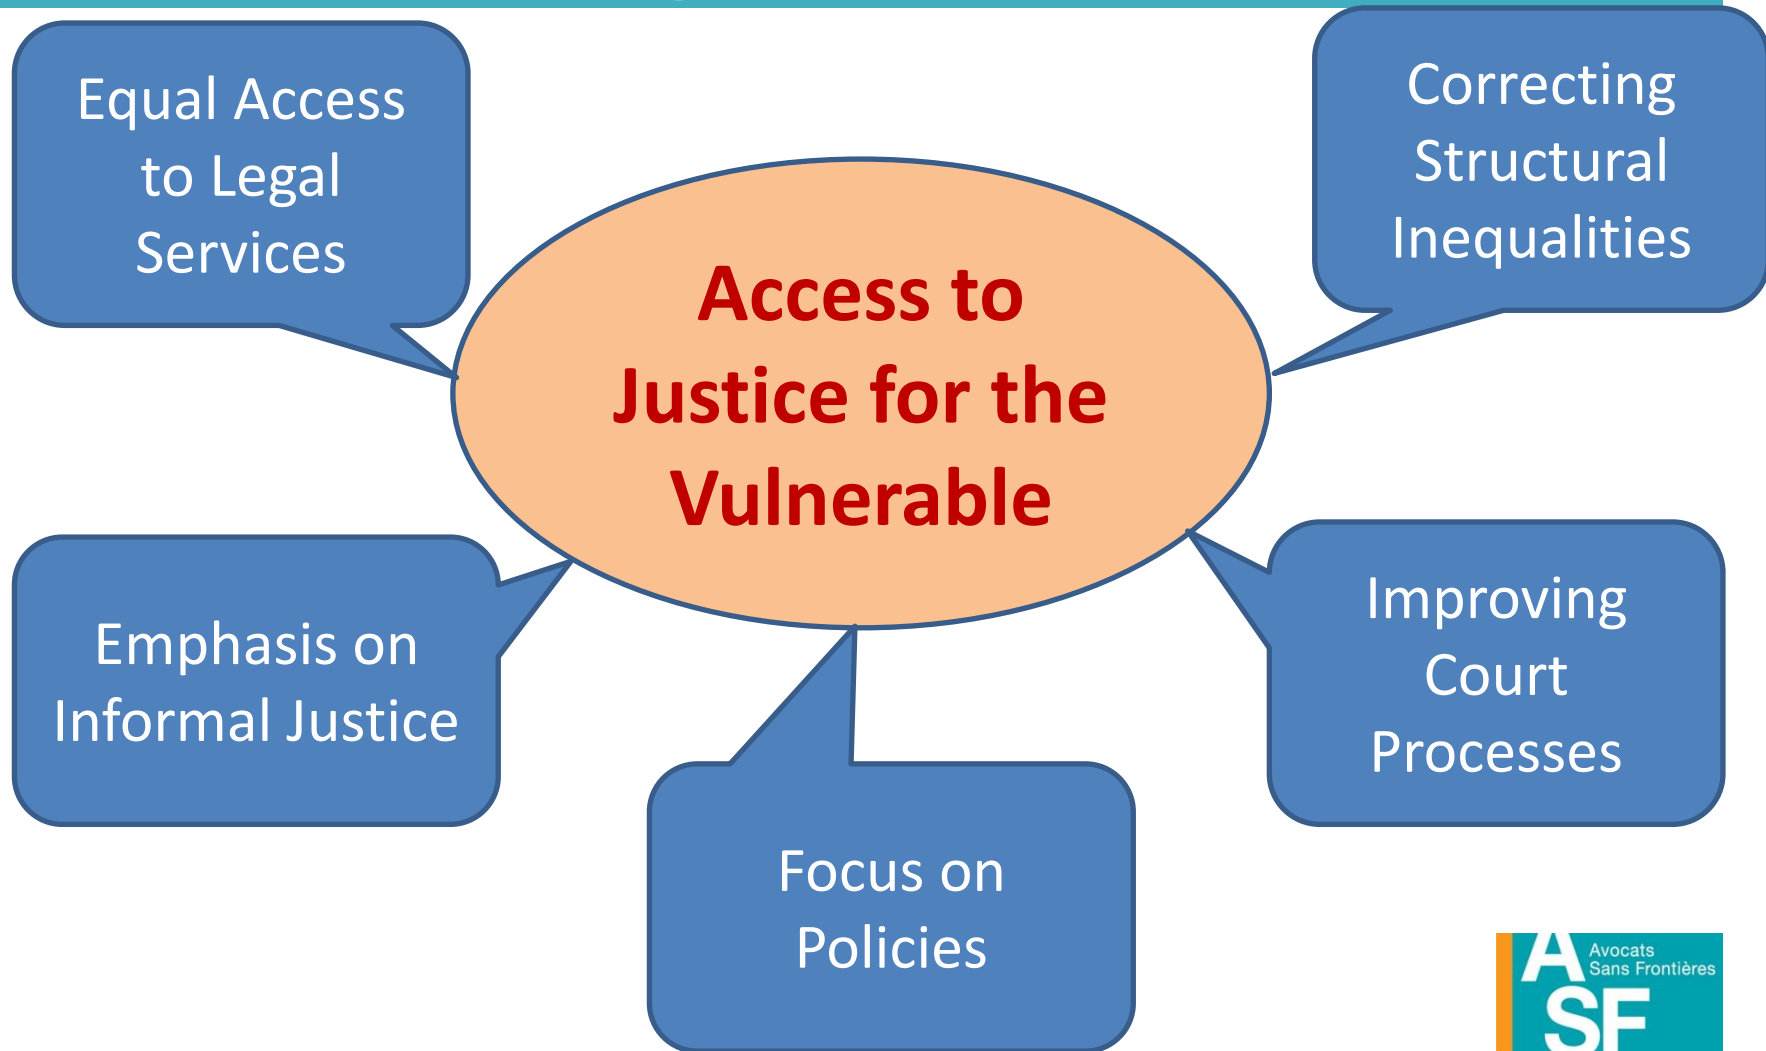 Equal Access
to Legal
Services
Correcting
Structural
Inequalities
Access to
Justice for the
Vulnerable
Emphasis on
Informal Justice
Improving
Court
Processes
Focus on
Policies
A
Avocats
Sans Frontières
SF